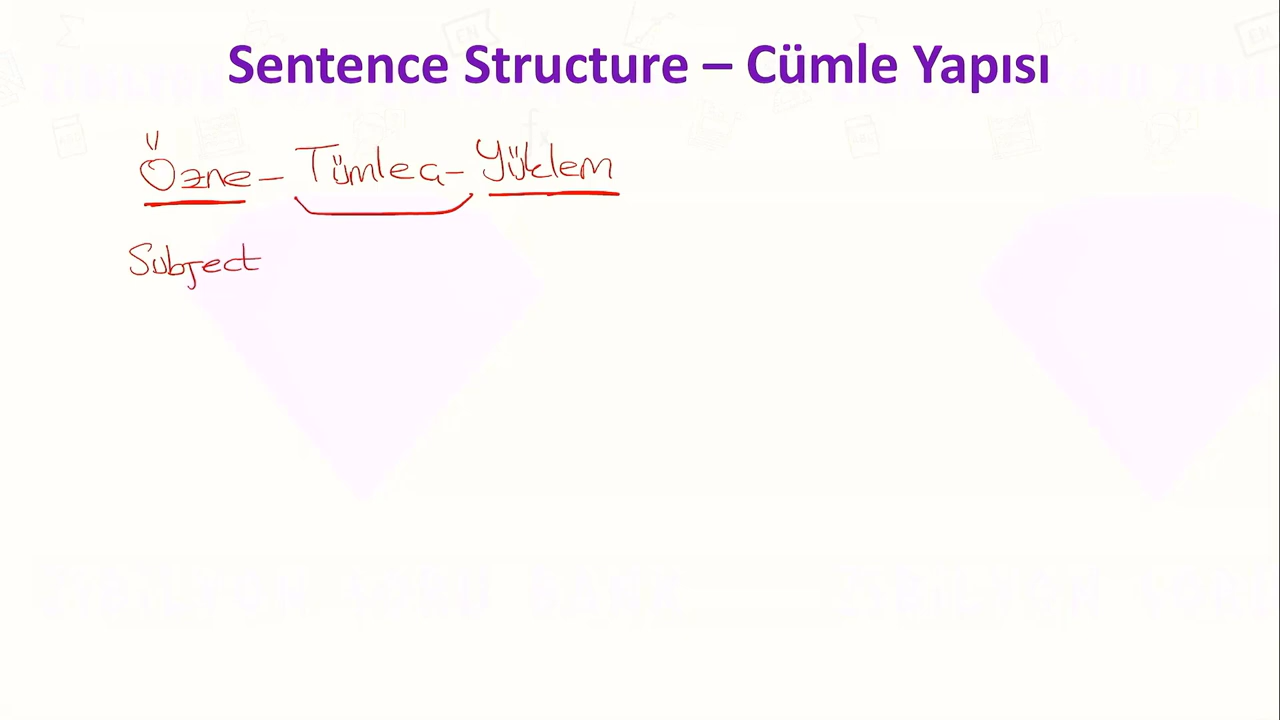 Sentence Structure – Cümle Yapısı
Özne – Tümleç – Yüklem
Subject